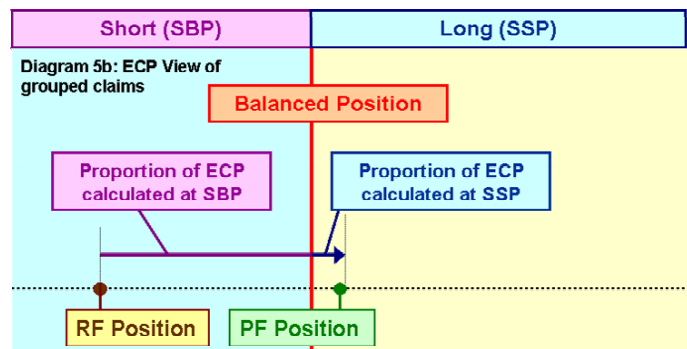 Short (SBP)
Long (SSP)
Diagram 5b: ECP View of
grouped claims
Balanced Position
Proportion of ECP
calculated at SBP
Proportion of ECP
calculated at SSP
RF Position
PF Position